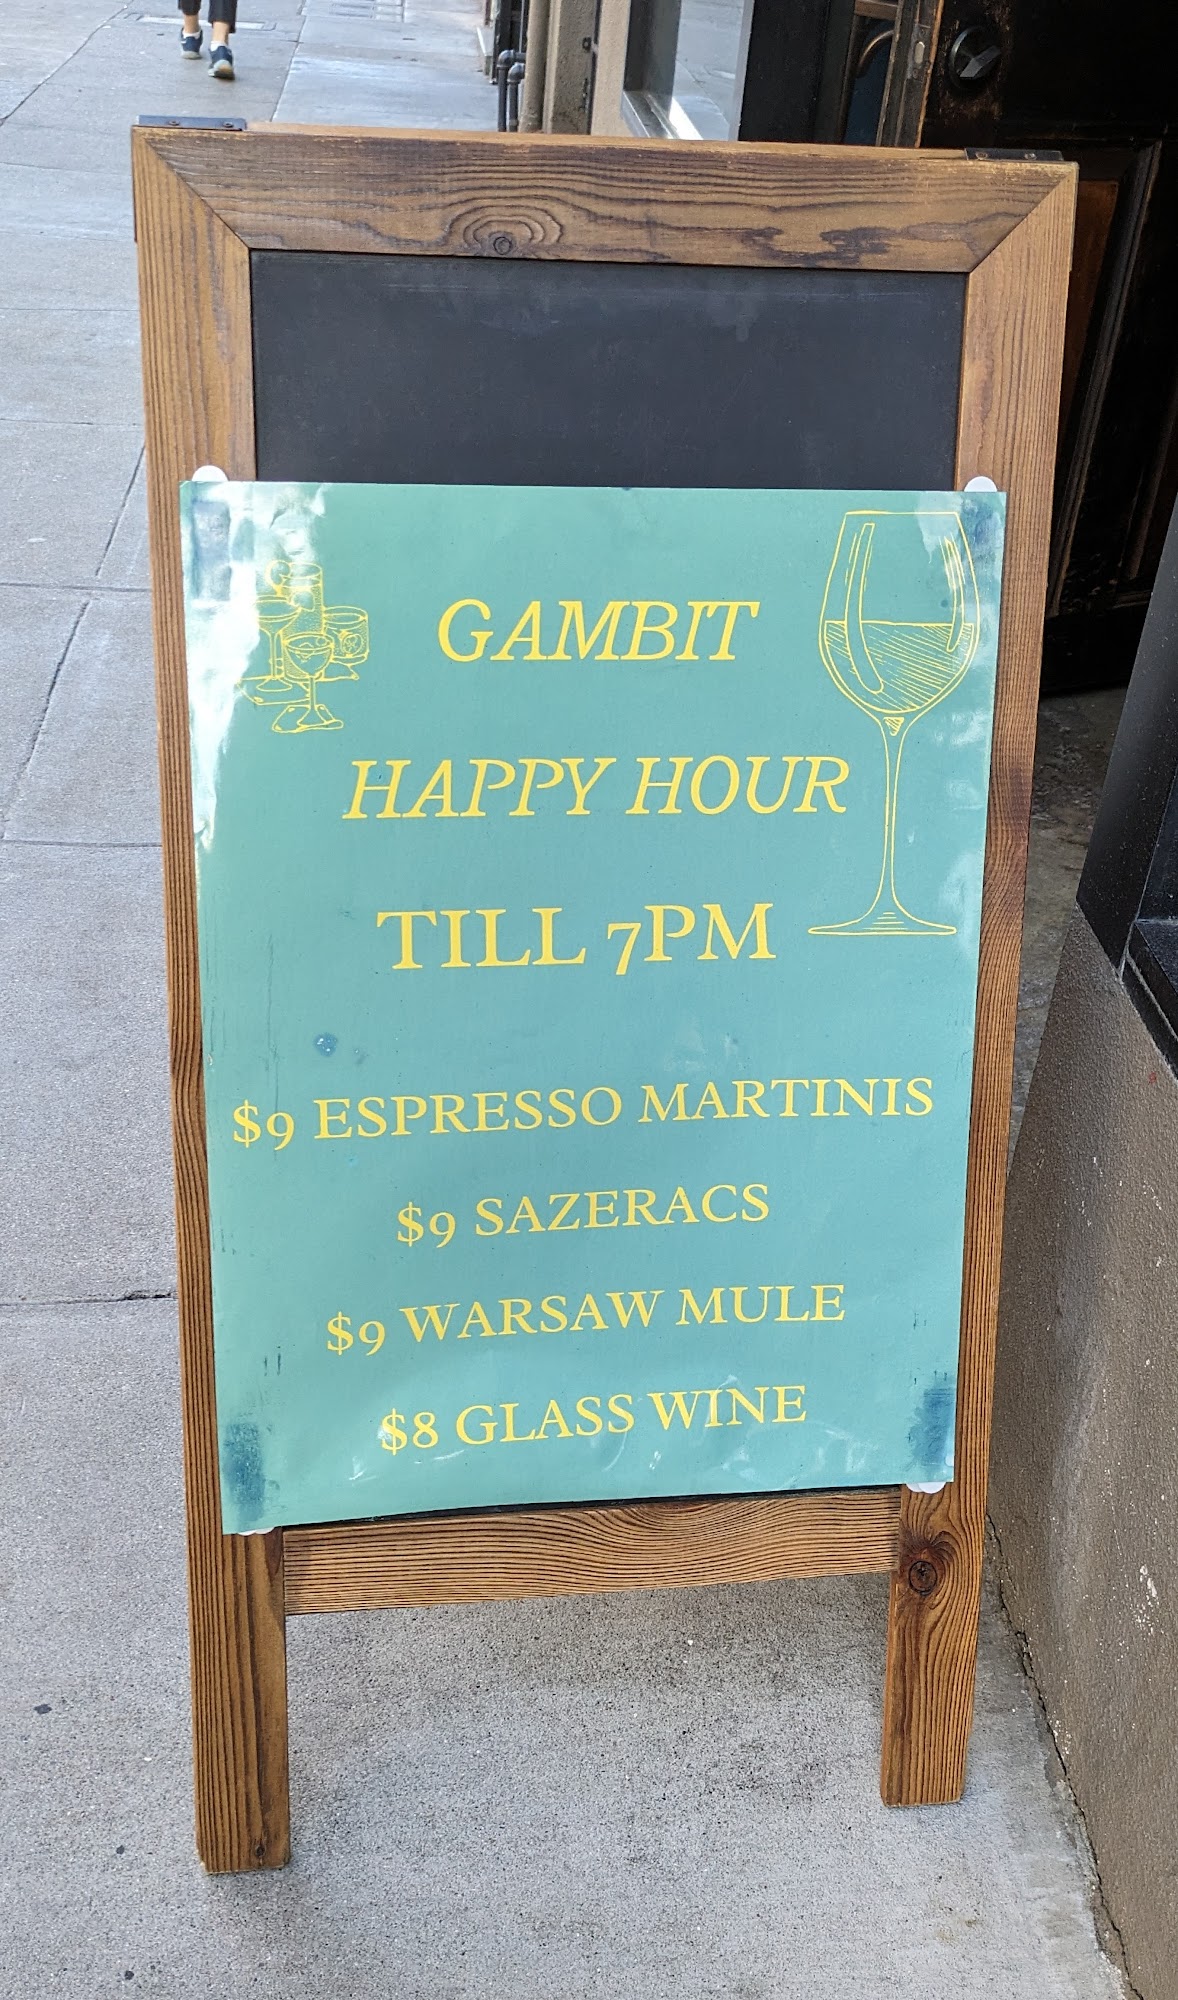 GAMBIT
HAPPY HOUR
TILL 7PM
$9 ESPRESSO MARTINIS
$9 SAZERACS
$9 WARSAW MULE
$8 GLASS WINE